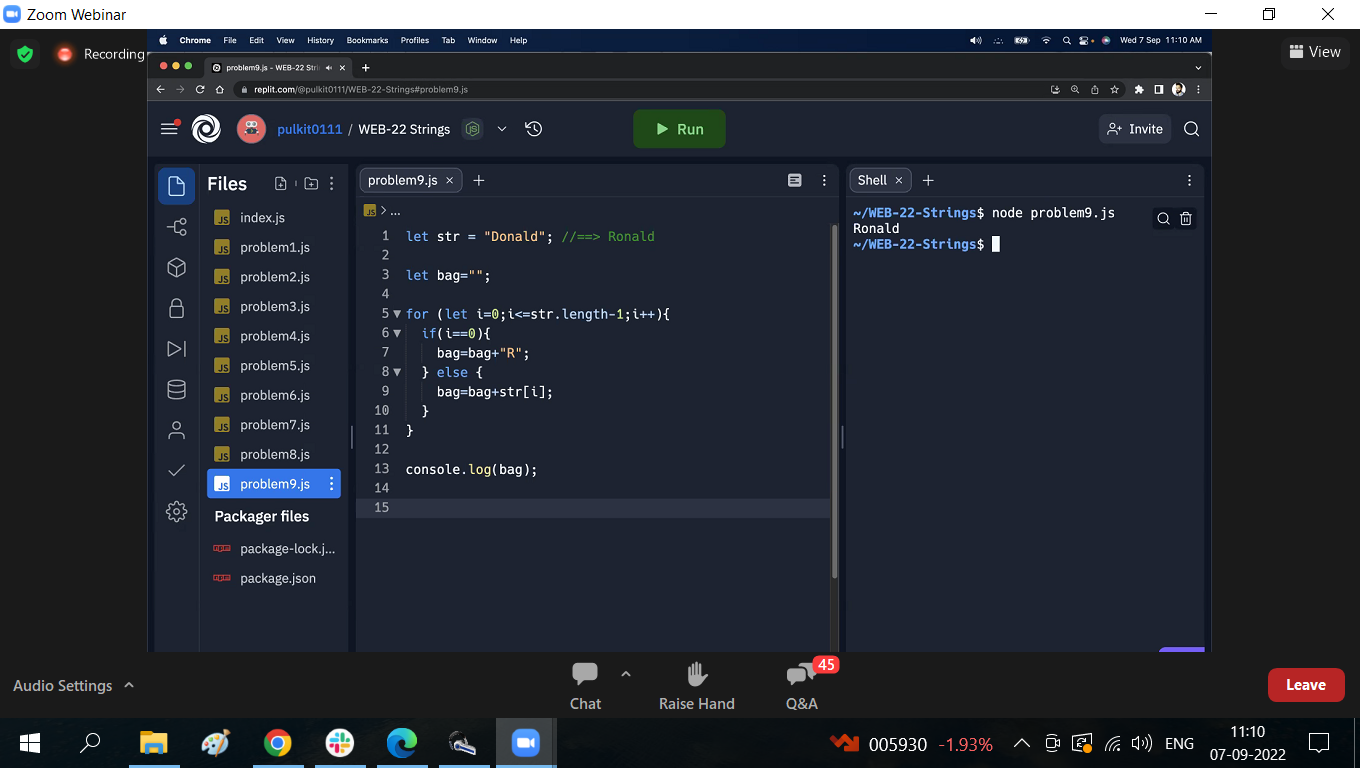 Zoom Webinar
Recording
View
Chrome File Edit View History Bookmarks Profiles Tab Window Help
Wed 7 Sep 11:10 AM
problem9.js - WEB-22 Stri
replit.com/@pulkit0111/WEB-22-Strings#problem9.js
pulkit0111 / WEB-22 Strings
Run
Invite
Files
index.js
problem1.js
problem2.js
problem3.js
problem4.js
problem5.js
problem6.js
problem7.js
problem8.js
problem9.js
Packager files
package-lock.j...
package.json
problem9.js
JS > ...
1 let str = "Donald"; //==> Ronald
2
3 let bag="";
4
5 for (let i=0;i<=str.length-1;i++){
6 if(i==0){
7 bag=bag+"R";
8 } else {
9 bag=bag+str[i];
10 }
11 }
12
13 console.log(bag);
14
15
Shell
~/WEB-22-Strings$ node problem9.js
Ronald
~/WEB-22-Strings$
Audio Settings
Chat
Raise Hand
45
Q&A
Leave
005930 -1.93%
ENG
11:10
07-09-2022